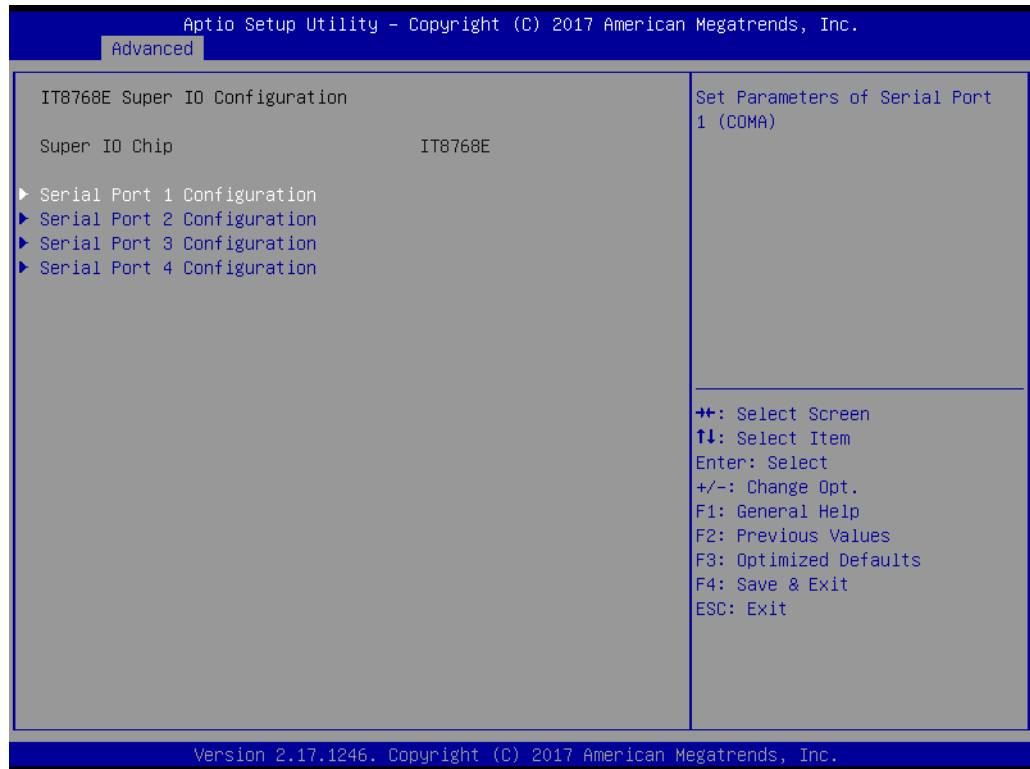 Aptio Setup Utility – Copyright (C) 2017 American Megatrends, Inc.
Advanced
IT8768E Super IO Configuration
Super IO Chip IT8768E
▶ Serial Port 1 Configuration
▶ Serial Port 2 Configuration
▶ Serial Port 3 Configuration
▶ Serial Port 4 Configuration
Set Parameters of Serial Port
1 (COMA)
→←: Select Screen
↑↓: Select Item
Enter: Select
+/-: Change Opt.
F1: General Help
F2: Previous Values
F3: Optimized Defaults
F4: Save & Exit
ESC: Exit
Version 2.17.1246. Copyright (C) 2017 American Megatrends, Inc.